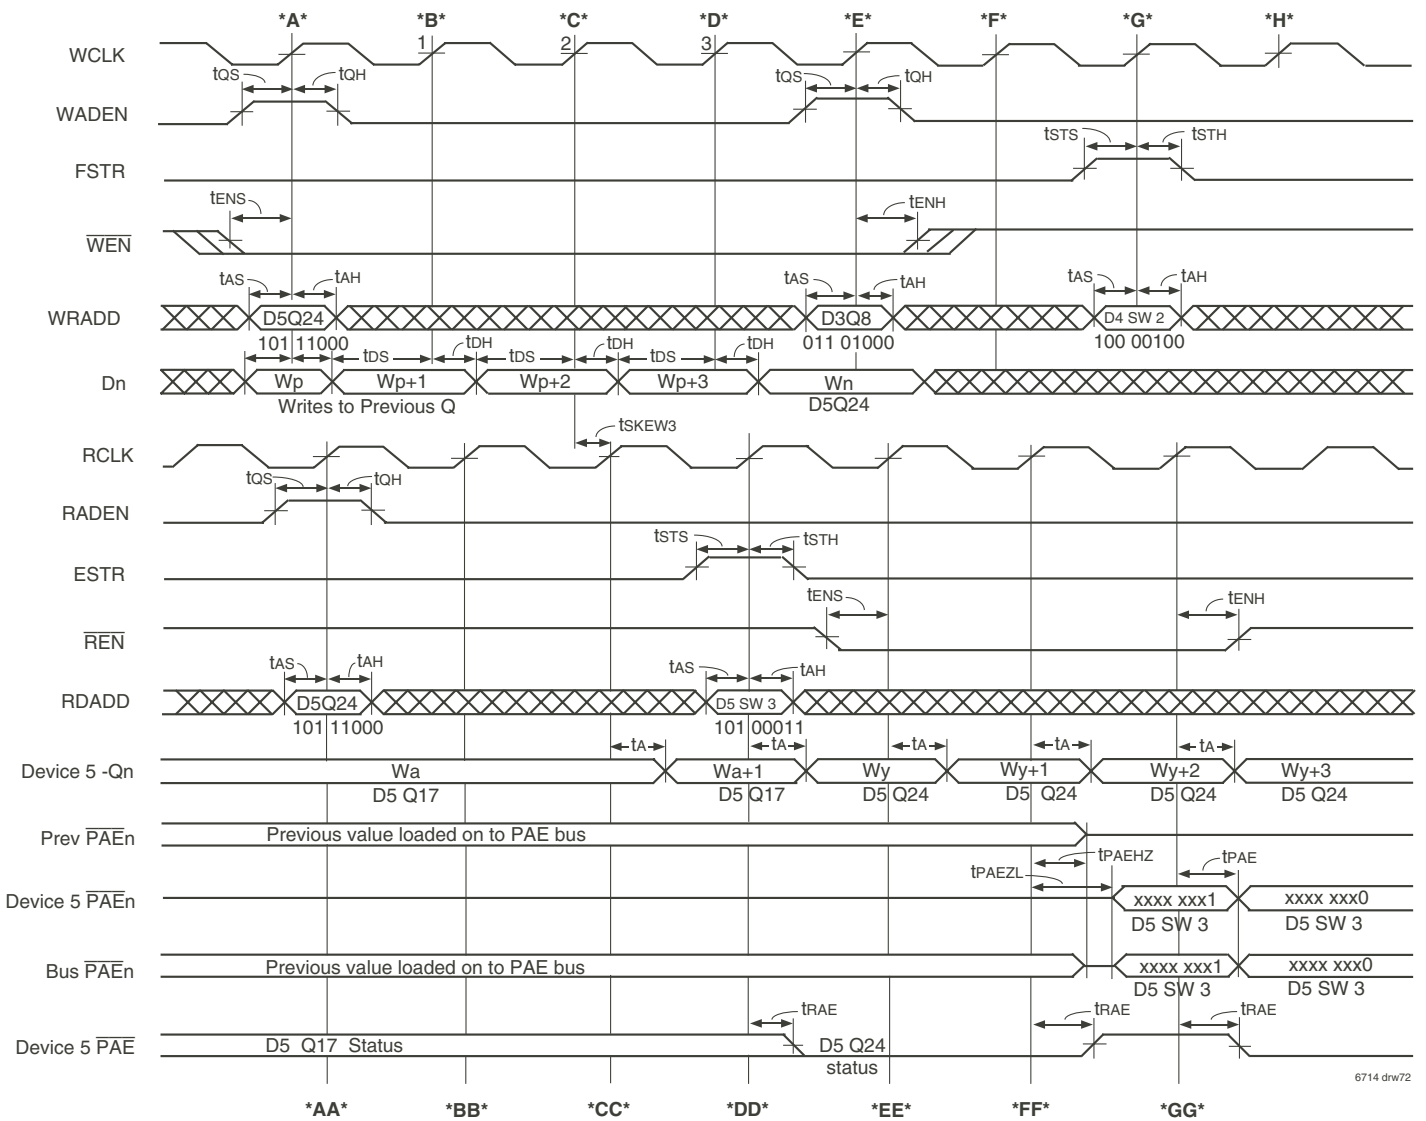 *A* *B* *C* *D* *E* *F* *G* *H*
WCLK 1 2 3
tQS tQH tQS tQH
WADEN
tSTS tSTH
FSTR
tENS tENH
WEN
tAS tAH tAS tAH tAS tAH
WRADD D5Q24 D3Q8 D4 SW 2
101 11000 011 01000 100 00100
tDS tDH tDS tDH tDS tDH
Dn Wp Wp+1 Wp+2 Wp+3 Wn
Writes to Previous Q D5Q24
tSKEW3
RCLK
tQS tQH
RADEN
tSTS tSTH
ESTR
tENS tENH
REN
tAS tAH tAS tAH
RDADD D5Q24 D5 SW 3
101 11000 101 00011
tA tA tA tA tA
Device 5 -Qn Wa Wa+1 Wy Wy+1 Wy+2 Wy+3
D5 Q17 D5 Q17 D5 Q24 D5 Q24 D5 Q24 D5 Q24
Prev PAEn Previous value loaded on to PAE bus
tPAEHZ tPAE
tPAEZL
Device 5 PAEn xxxx xxx1 xxxx xxx0
D5 SW 3 D5 SW 3
Bus PAEn Previous value loaded on to PAE bus xxxx xxx1 xxxx xxx0
D5 SW 3 D5 SW 3
tRAE tRAE tRAE
Device 5 PAE D5 Q17 Status D5 Q24
status
6714 drw72
*AA* *BB* *CC* *DD* *EE* *FF* *GG*